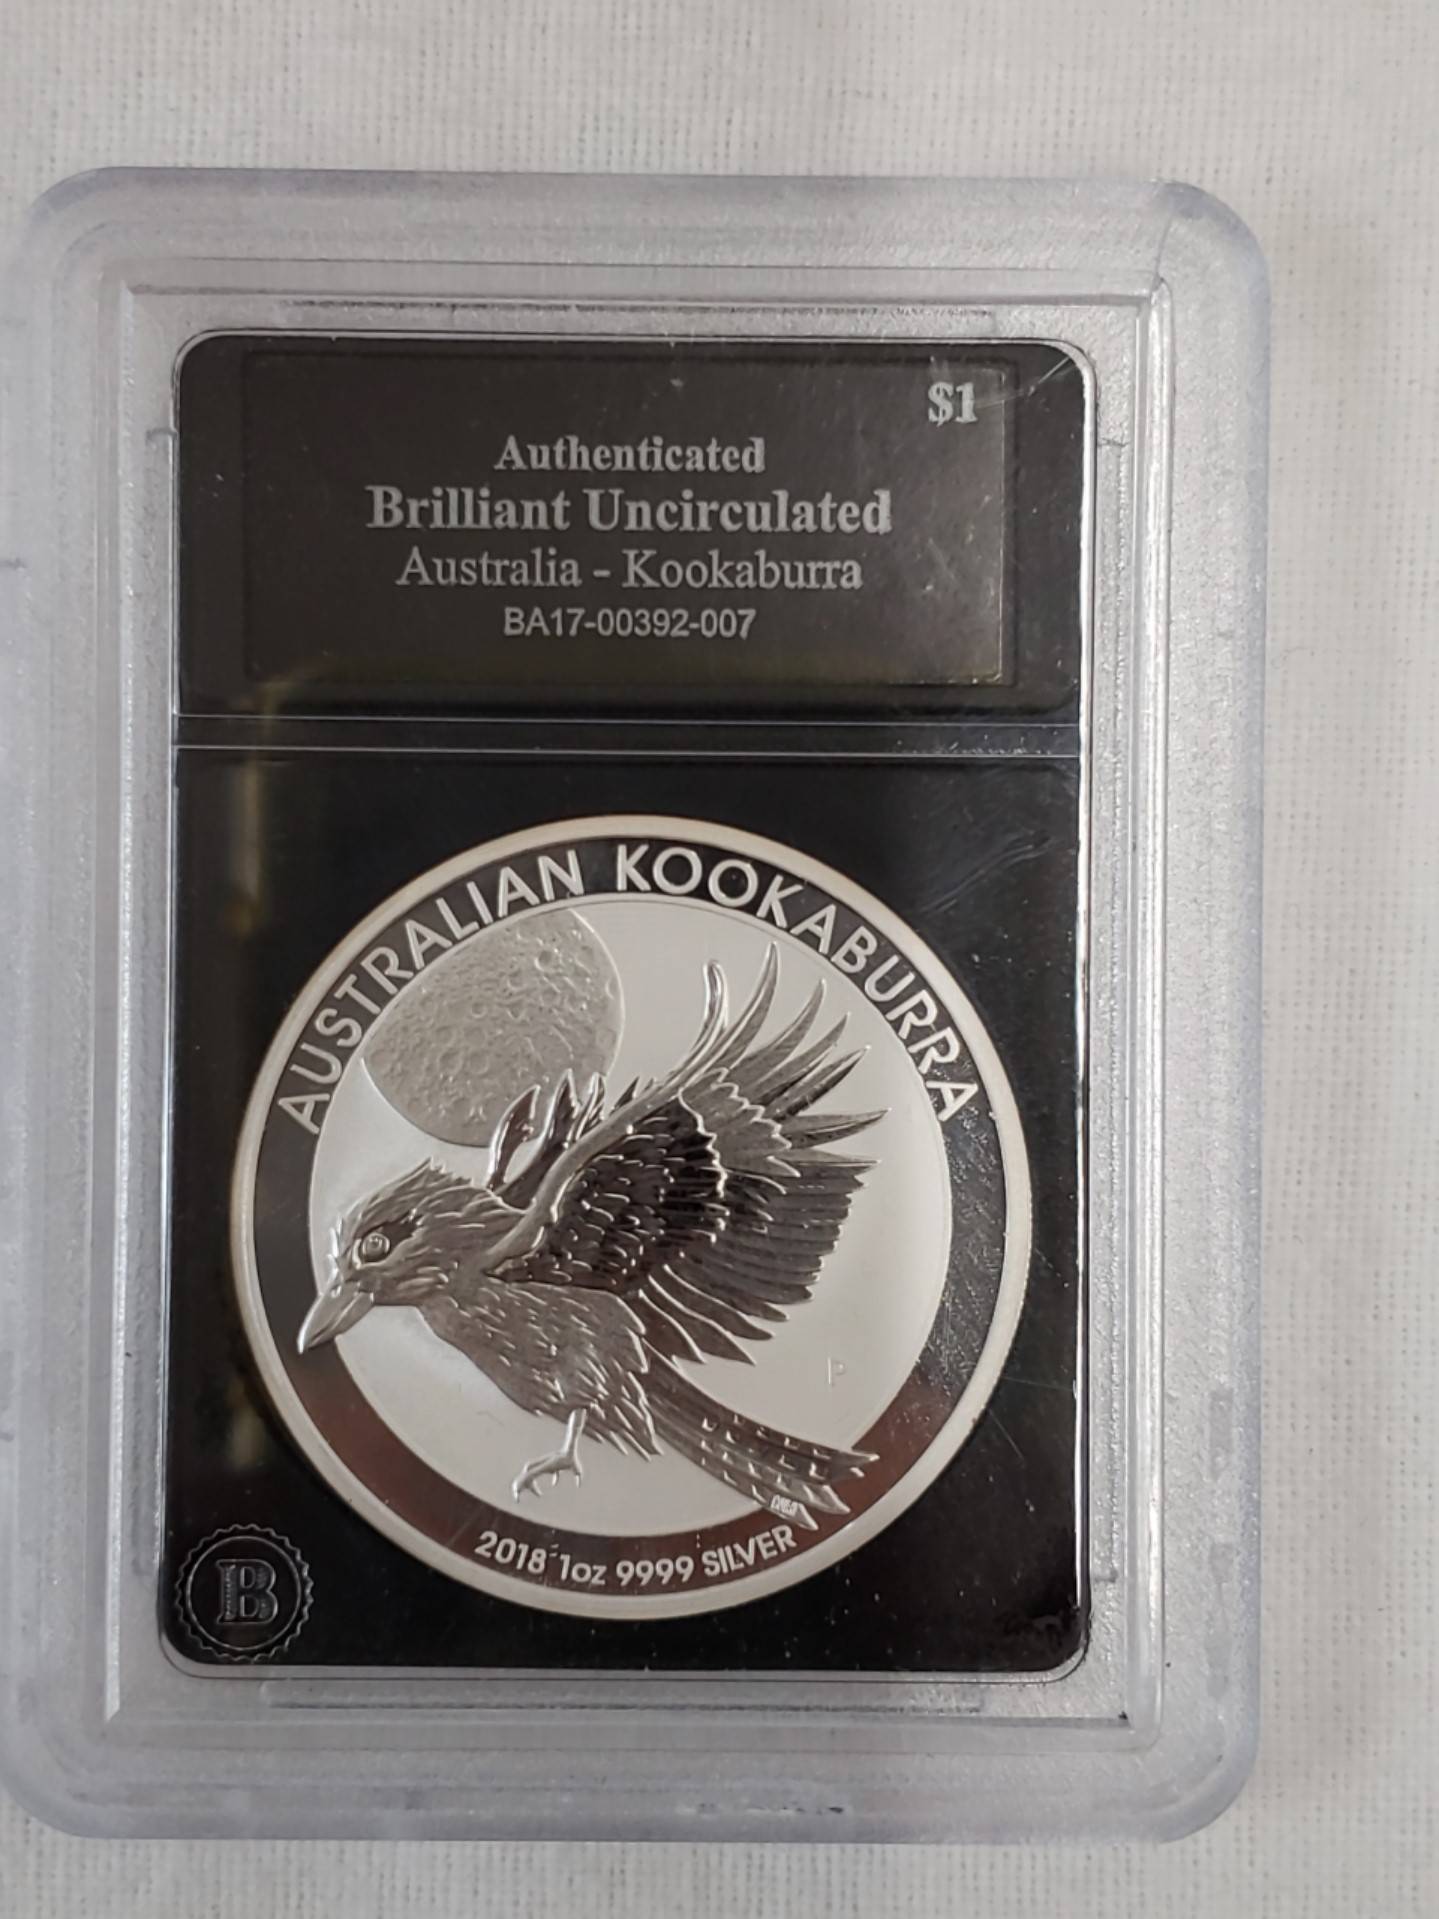 $1
Authenticated
Brilliant Uncirculated
Australia - Kookaburra
BA17-00392-007
AUSTRALIAN KOOKABURRA
P
2018 1oz 9999 SILVER
B